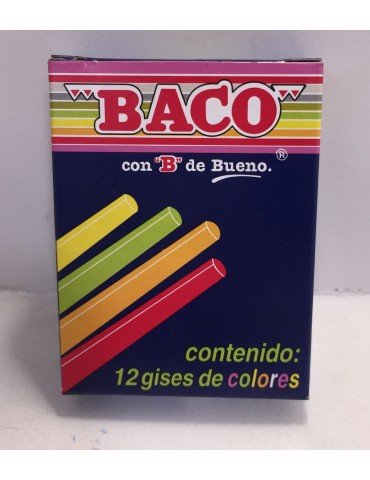 "BACO"
con "B" de Bueno.®
contenido:
12 gises de colores